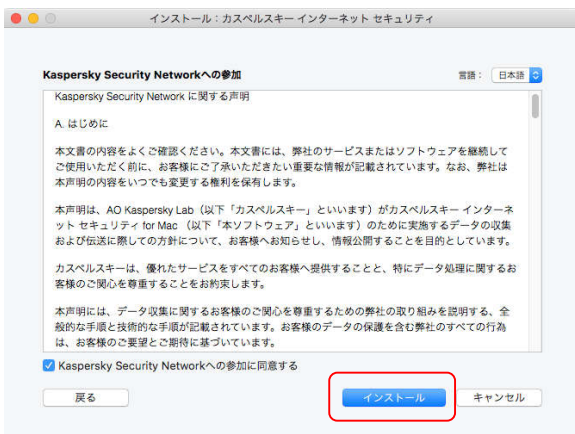 インストール：カスペルスキー インターネット セキュリティ
Kaspersky Security Networkへの参加
言語： 日本語
Kaspersky Security Network に関する声明
A. はじめに
本文書の内容をよくご確認ください。本文書には、弊社のサービスまたはソフトウェアを継続して
ご使用いただく前に、お客様にご了承いただきたい重要な情報が記載されています。なお、弊社は
本声明の内容をいつでも変更する権利を保有します。
本声明は、AO Kaspersky Lab（以下「カスペルスキー」といいます）がカスペルスキー インターネ
ット セキュリティ for Mac （以下「本ソフトウェア」といいます）のために実施するデータの収集
および伝送に際しての方針について、お客様へお知らせし、情報公開することを目的としています。
カスペルスキーは、優れたサービスをすべてのお客様へ提供することと、特にデータ処理に関するお
客様のご関心を尊重することをお約束します。
本声明には、データ収集に関するお客様のご関心を尊重するための弊社の取り組みを説明する、全
般的な手順と技術的な手順が記載されています。お客様のデータの保護を含む弊社のすべての行為
は、お客様のご要望とご期待に基づいています。
Kaspersky Security Networkへの参加に同意する
戻る
インストール
キャンセル